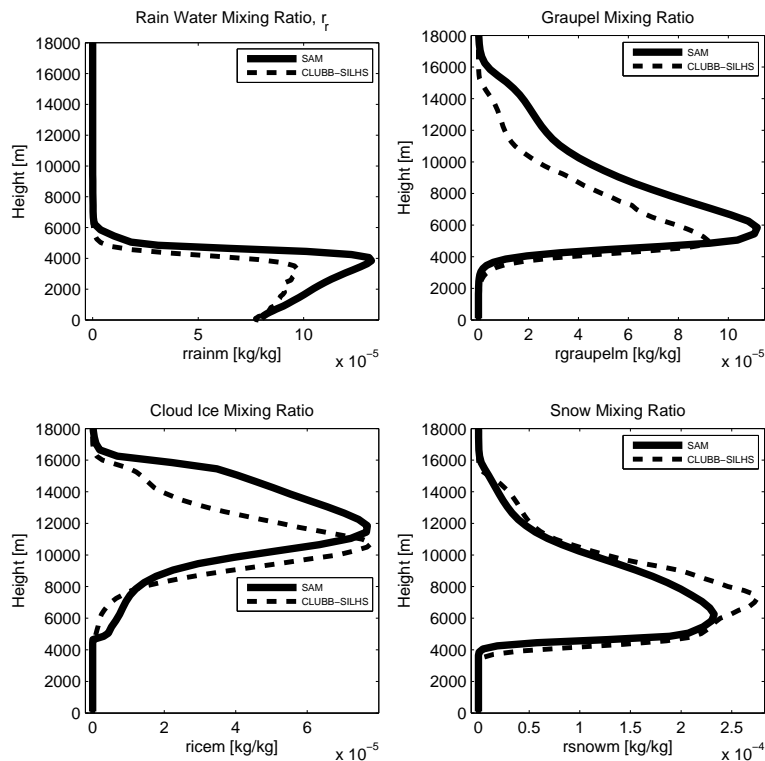 Rain Water Mixing Ratio, r_r
18000
16000
14000
12000
10000
8000
6000
4000
2000
0
Height [m]
SAM
CLUBB−SILHS
0
5
10
x 10^−5
rrainm [kg/kg]
Graupel Mixing Ratio
18000
16000
14000
12000
10000
8000
6000
4000
2000
0
Height [m]
SAM
CLUBB−SILHS
0
2
4
6
8
10
x 10^−5
rgraupelm [kg/kg]
Cloud Ice Mixing Ratio
18000
16000
14000
12000
10000
8000
6000
4000
2000
0
Height [m]
SAM
CLUBB−SILHS
0
2
4
6
x 10^−5
ricem [kg/kg]
Snow Mixing Ratio
18000
16000
14000
12000
10000
8000
6000
4000
2000
0
Height [m]
SAM
CLUBB−SILHS
0
0.5
1
1.5
2
2.5
x 10^−4
rsnowm [kg/kg]